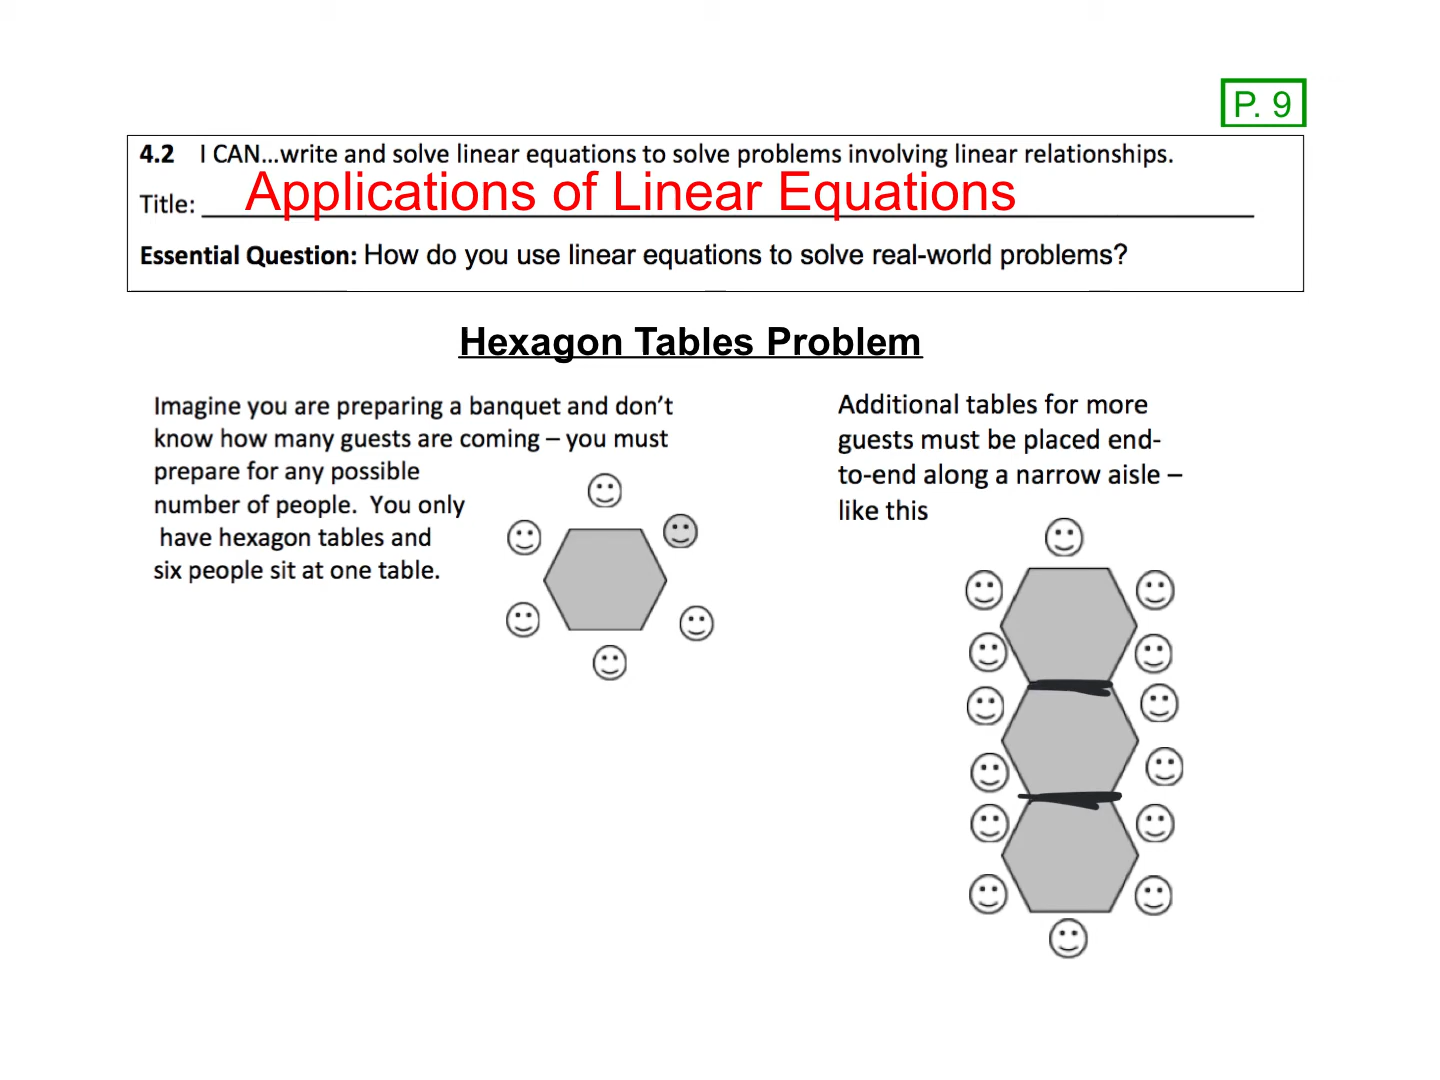 P. 9
4.2 I CAN...write and solve linear equations to solve problems involving linear relationships.
Title: Applications of Linear Equations
Essential Question: How do you use linear equations to solve real-world problems?
Hexagon Tables Problem
Imagine you are preparing a banquet and don't
know how many guests are coming – you must
prepare for any possible
number of people. You only
have hexagon tables and
six people sit at one table.
Additional tables for more
guests must be placed end-
to-end along a narrow aisle –
like this